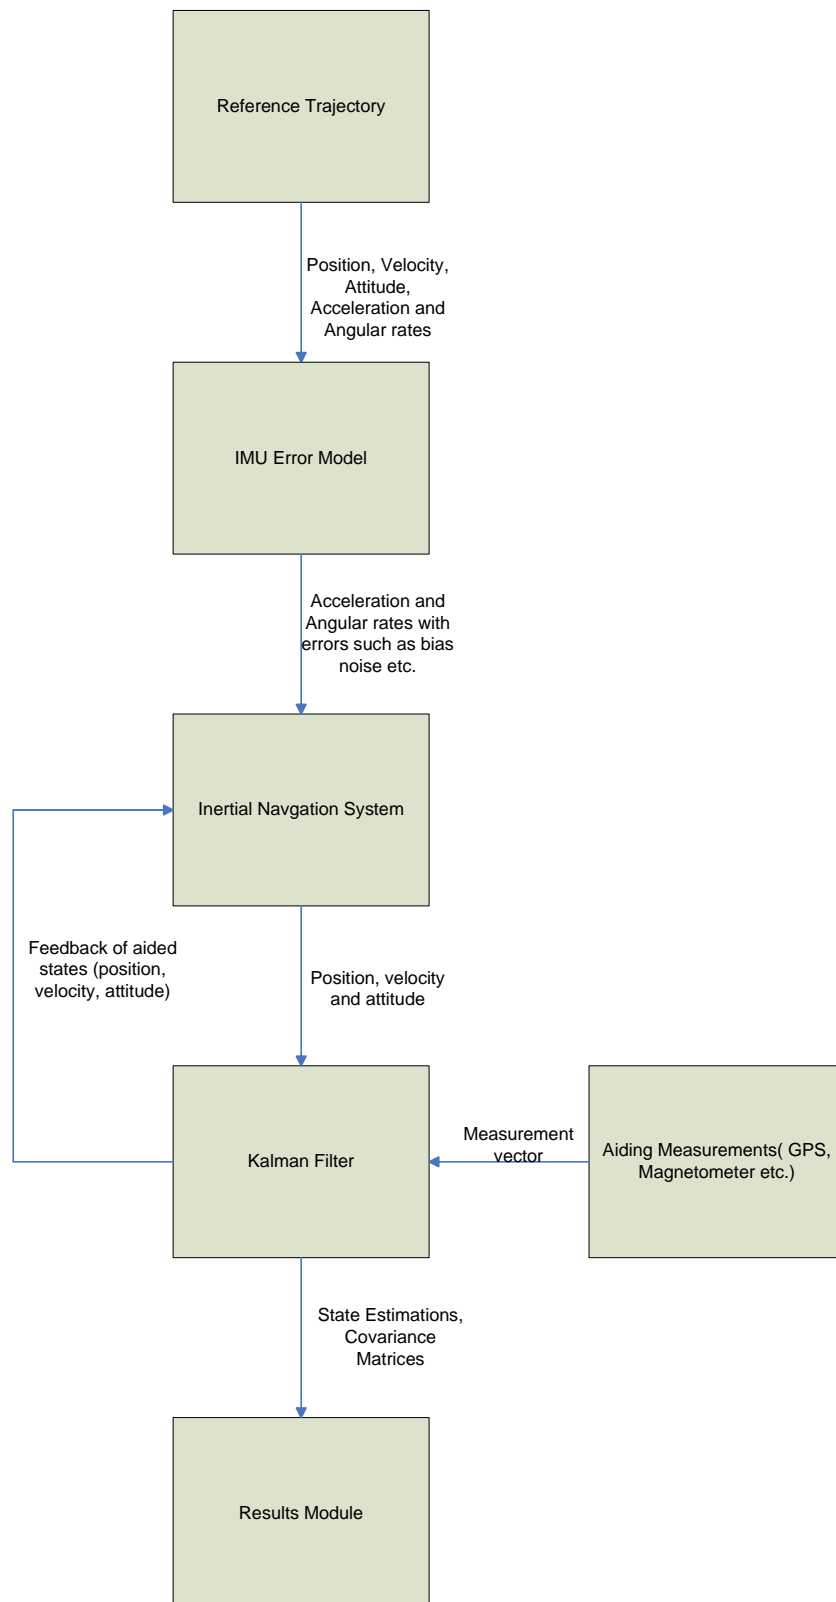 Reference Trajectory
Position, Velocity,
Attitude,
Acceleration and
Angular rates
IMU Error Model
Acceleration and
Angular rates with
errors such as bias
noise etc.
Inertial Navgation System
Feedback of aided
states (position,
velocity, attitude)
Position, velocity
and attitude
Kalman Filter
Measurement
vector
Aiding Measurements( GPS,
Magnetometer etc.)
State Estimations,
Covariance
Matrices
Results Module